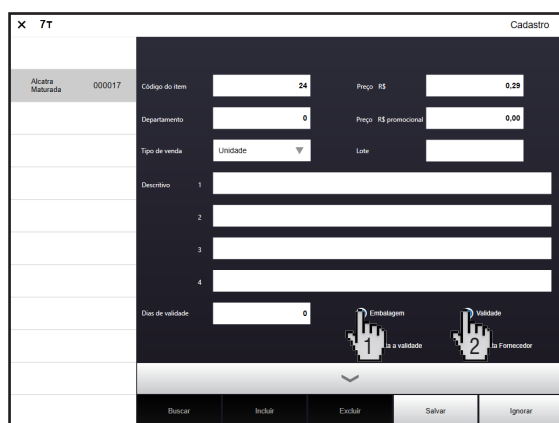 × 7T Cadastro
Alcatra
Maturada 000017
Código do item 24 Preço R$ 0,29
Departamento 0 Preço R$ promocional 0,00
Tipo de venda Unidade Lote
Descritivo 1
2
3
4
Dias de validade 0 Embalagem Validade
1 a validade 2 Fornecedor
Buscar Incluir Excluir Salvar Ignorar